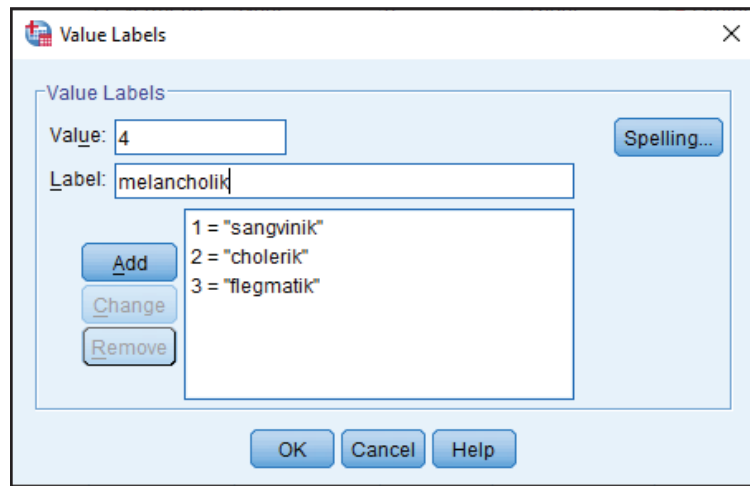 Value Labels
Value Labels
Value: 4
Spelling...
Label: melancholik
1 = "sangvinik"
2 = "cholerik"
3 = "flegmatik"
Add
Change
Remove
OK Cancel Help